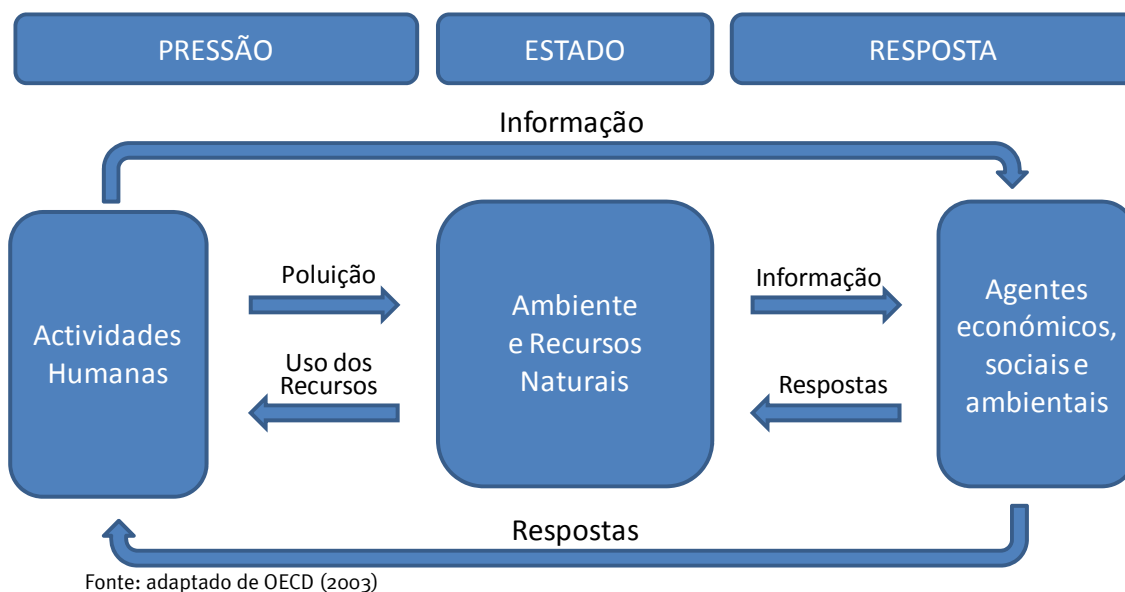 PRESSÃO
ESTADO
RESPOSTA
Informação
Actividades
Humanas
Poluição
Uso dos
Recursos
Ambiente
e Recursos
Naturais
Informação
Respostas
Agentes
económicos,
sociais e
ambientais
Respostas
Fonte: adaptado de OECD (2003)